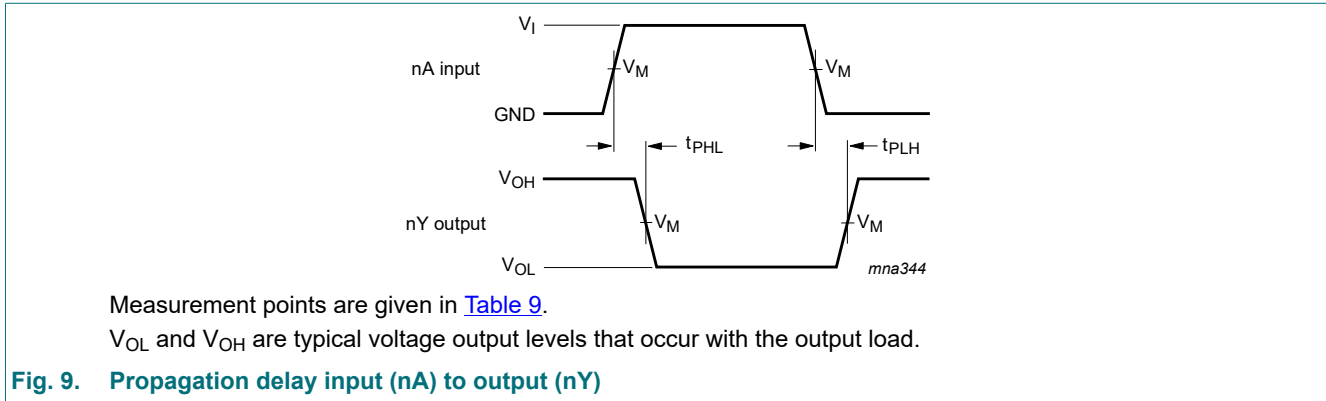 V_I
nA input
V_M V_M
GND
t_PHL t_PLH
V_OH
nY output
V_M V_M
V_OL
mna344
Measurement points are given in Table 9.
V_OL and V_OH are typical voltage output levels that occur with the output load.
Fig. 9. Propagation delay input (nA) to output (nY)